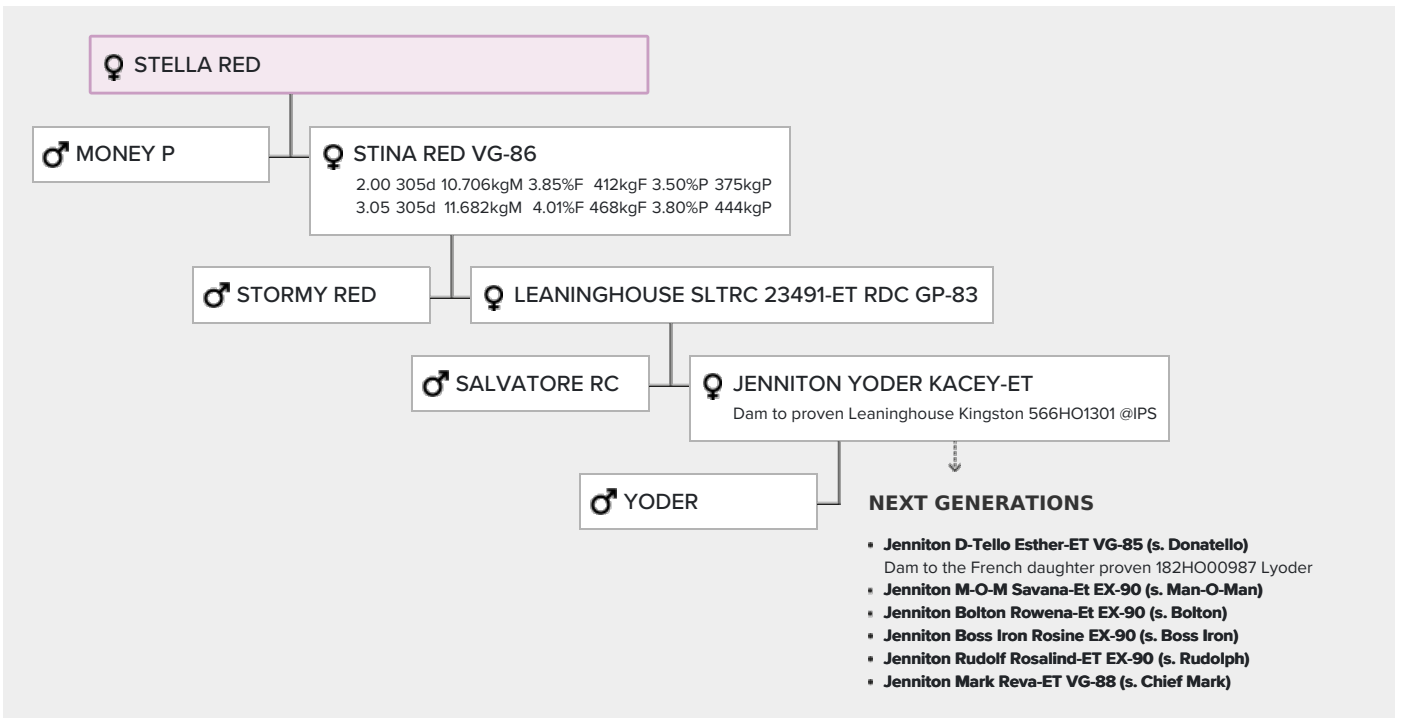 STELLA RED
MONEY P
STINA RED VG-86
2.00 305d 10.706kgM 3.85%F 412kgF 3.50%P 375kgP
3.05 305d 11.682kgM 4.01%F 468kgF 3.80%P 444kgP
STORMY RED
LEANINGHOUSE SLTRC 23491-ET RDC GP-83
SALVATORE RC
JENNITON YODER KACEY-ET
Dam to proven Leaninghouse Kingston 566HO1301 @IPS
YODER
NEXT GENERATIONS
• Jenniton D-Tello Esther-ET VG-85 (s. Donatello)
Dam to the French daughter proven 182HO00987 Lyoder
• Jenniton M-O-M Savana-Et EX-90 (s. Man-O-Man)
• Jenniton Bolton Rowena-Et EX-90 (s. Bolton)
• Jenniton Boss Iron Rosine EX-90 (s. Boss Iron)
• Jenniton Rudolf Rosalind-ET EX-90 (s. Rudolph)
• Jenniton Mark Reva-ET VG-88 (s. Chief Mark)